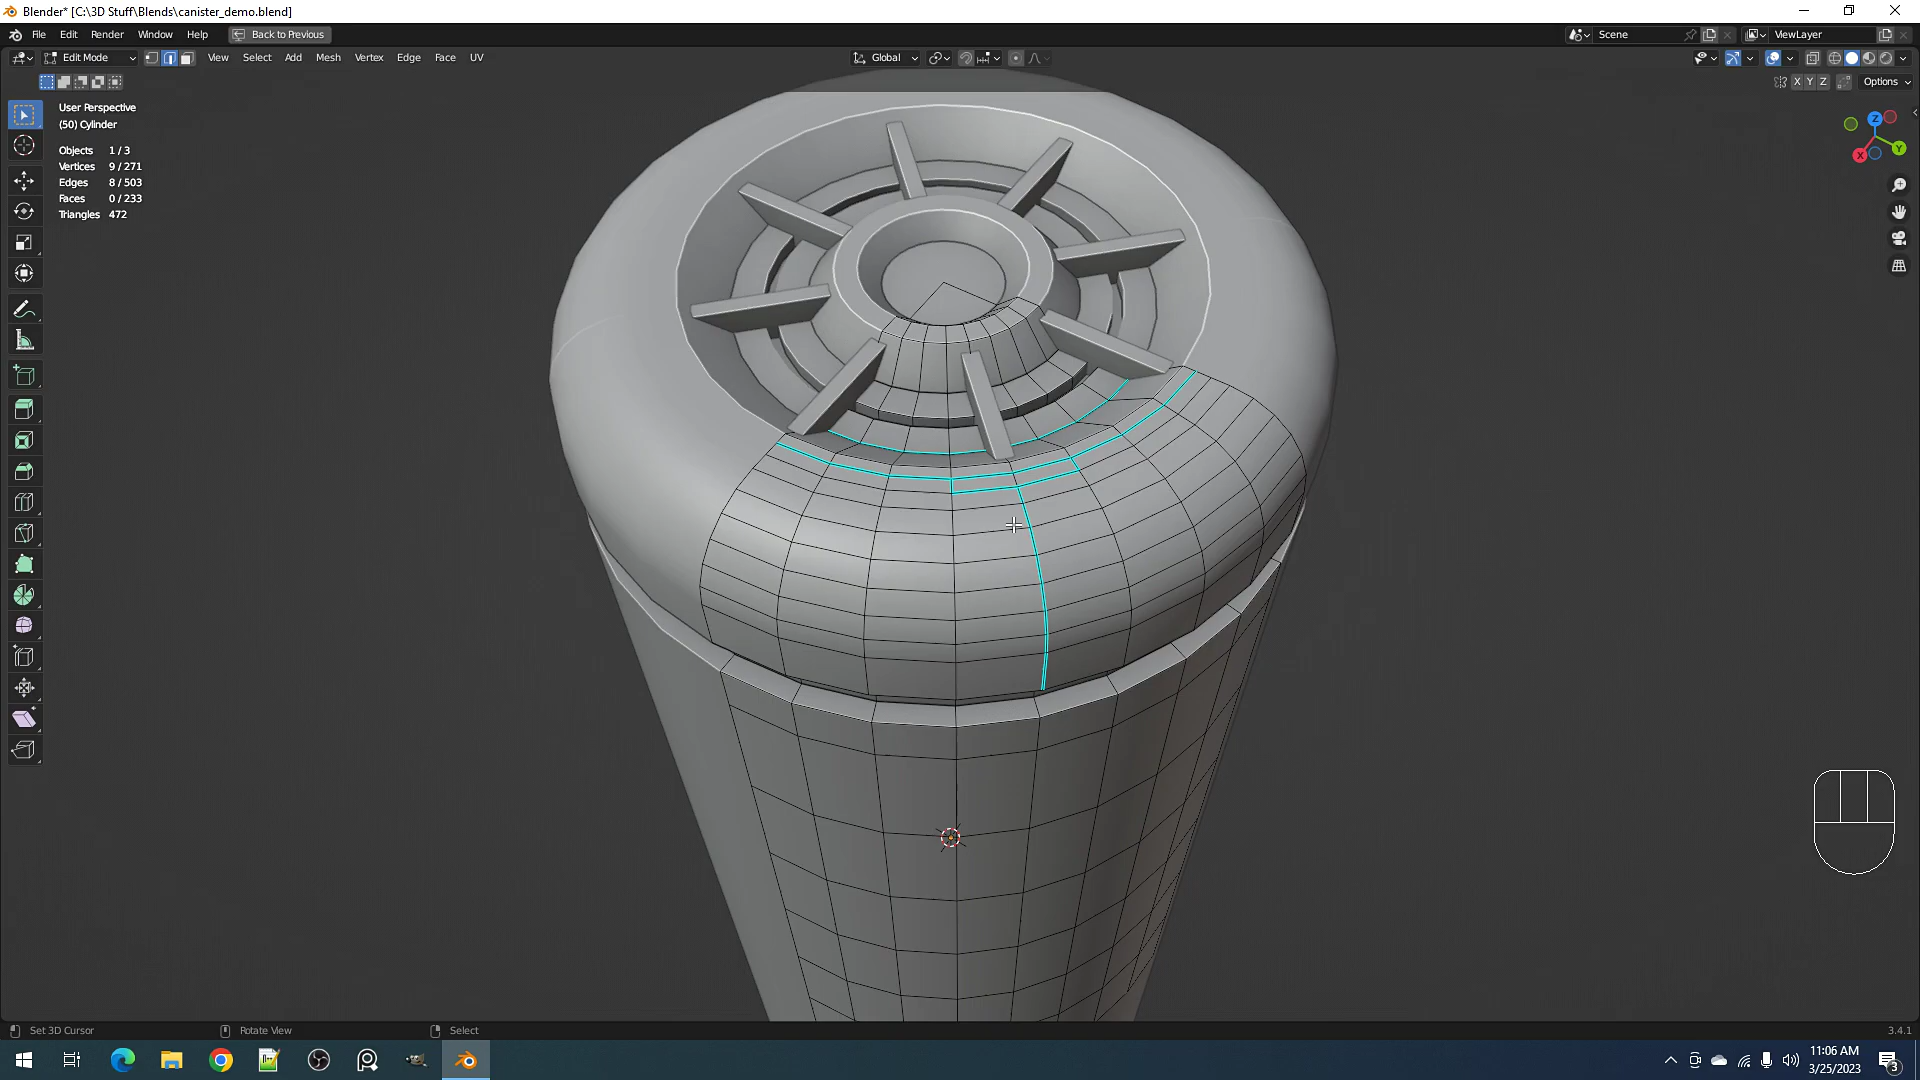 Blender* [C:\3D Stuff\Blends\canister_demo.blend]
File Edit Render Window Help Back to Previous Scene ViewLayer
Edit Mode View Select Add Mesh Vertex Edge Face UV Global
X Y Z Options
User Perspective
(50) Cylinder
Objects 1 / 3
Vertices 9 / 271
Edges 8 / 503
Faces 0 / 233
Triangles 472
Z
Y
X
Set 3D Cursor Rotate View Select 3.4.1
11:06 AM
3/25/2023
3